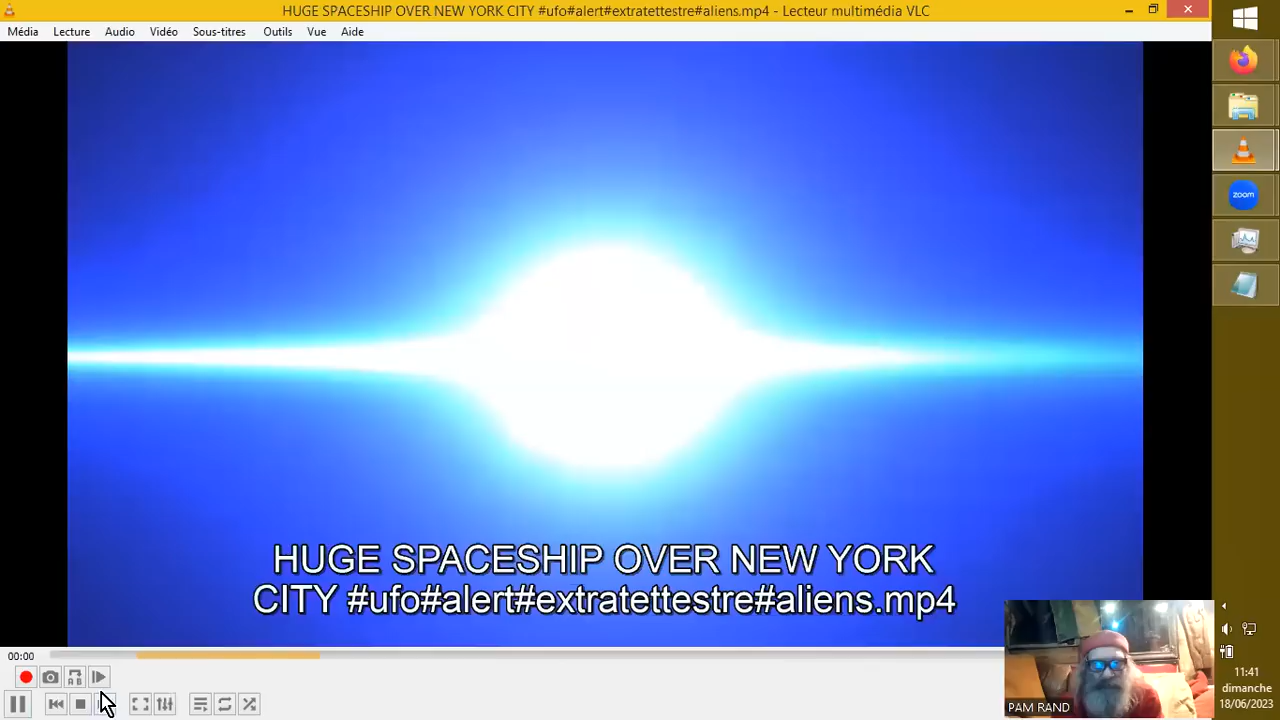 HUGE SPACESHIP OVER NEW YORK CITY #ufo#alert#extratettestre#aliens.mp4 - Lecteur multimédia VLC
Média Lecture Audio Vidéo Sous-titres Outils Vue Aide
zoom
HUGE SPACESHIP OVER NEW YORK
CITY #ufo#alert#extratettestre#aliens.mp4
00:00
A B
PAM RAND
11:41
dimanche
18/06/2023